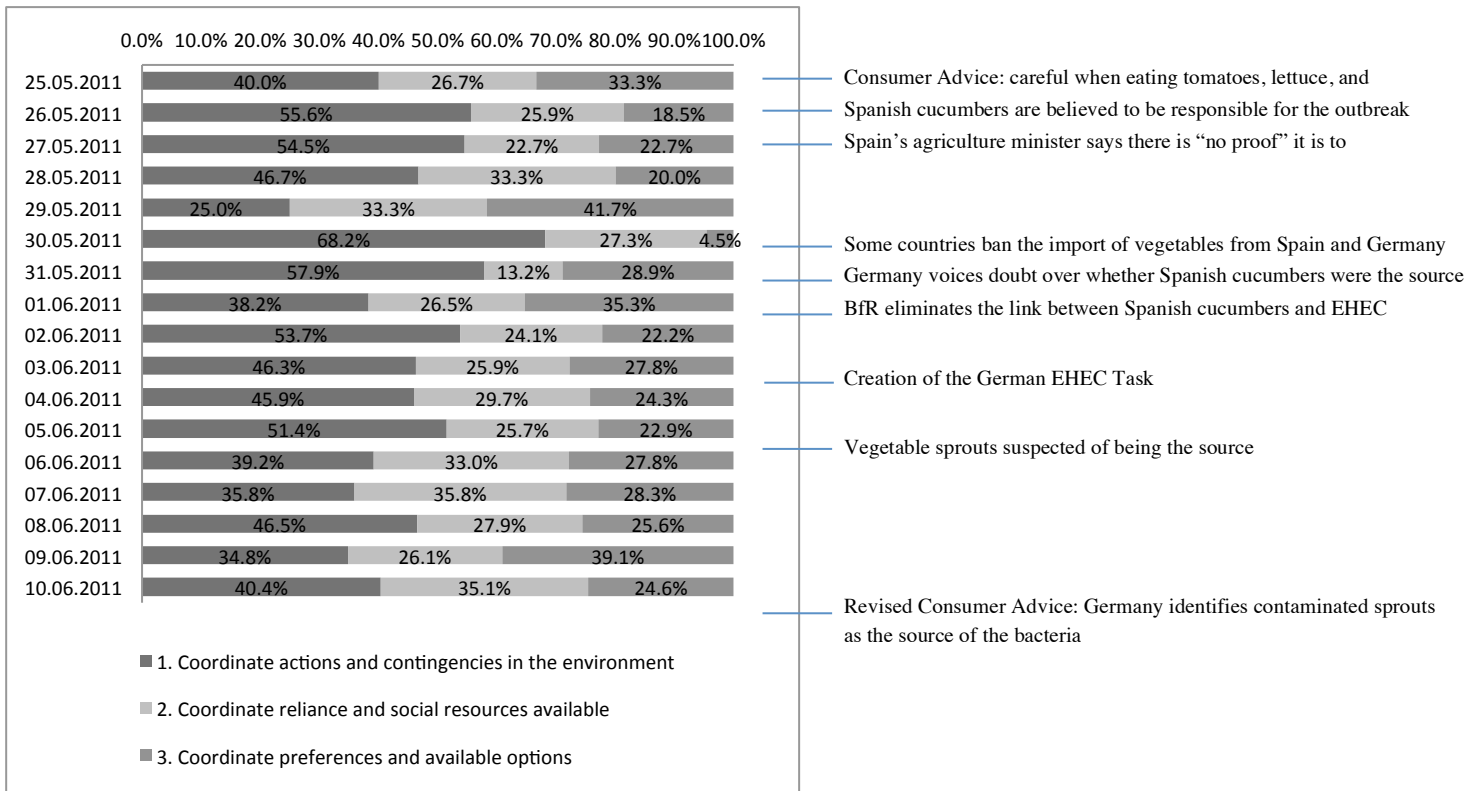 0.0% 10.0% 20.0% 30.0% 40.0% 50.0% 60.0% 70.0% 80.0% 90.0%100.0%
25.05.2011 40.0% 26.7% 33.3% Consumer Advice: careful when eating tomatoes, lettuce, and
26.05.2011 55.6% 25.9% 18.5% Spanish cucumbers are believed to be responsible for the outbreak
27.05.2011 54.5% 22.7% 22.7% Spain’s agriculture minister says there is “no proof” it is to
28.05.2011 46.7% 33.3% 20.0%
29.05.2011 25.0% 33.3% 41.7%
30.05.2011 68.2% 27.3% 4.5% Some countries ban the import of vegetables from Spain and Germany
31.05.2011 57.9% 13.2% 28.9% Germany voices doubt over whether Spanish cucumbers were the source
01.06.2011 38.2% 26.5% 35.3% BfR eliminates the link between Spanish cucumbers and EHEC
02.06.2011 53.7% 24.1% 22.2%
03.06.2011 46.3% 25.9% 27.8% Creation of the German EHEC Task
04.06.2011 45.9% 29.7% 24.3%
05.06.2011 51.4% 25.7% 22.9% Vegetable sprouts suspected of being the source
06.06.2011 39.2% 33.0% 27.8%
07.06.2011 35.8% 35.8% 28.3%
08.06.2011 46.5% 27.9% 25.6%
09.06.2011 34.8% 26.1% 39.1%
10.06.2011 40.4% 35.1% 24.6%
Revised Consumer Advice: Germany identifies contaminated sprouts
as the source of the bacteria
1. Coordinate actions and contingencies in the environment
2. Coordinate reliance and social resources available
3. Coordinate preferences and available options